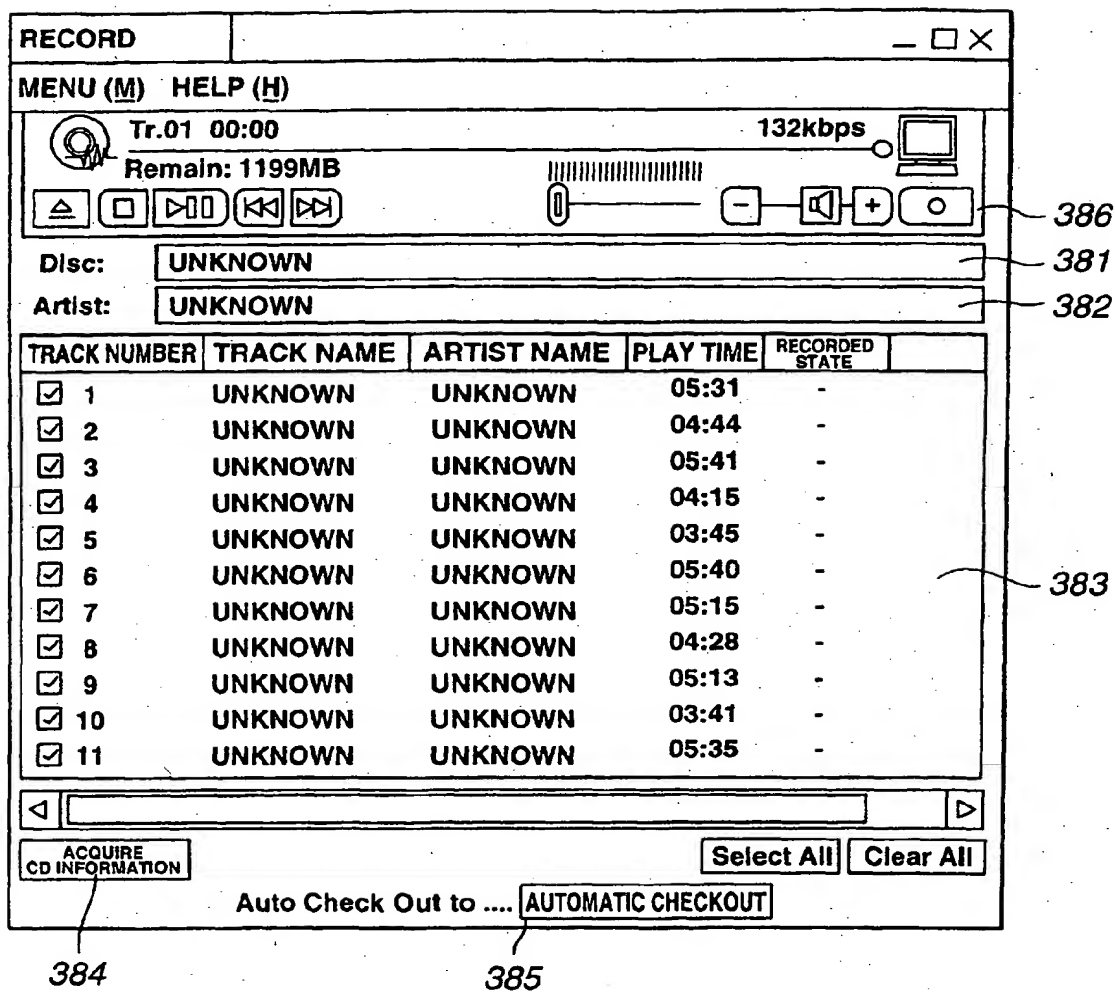 RECORD
MENU (M) HELP (H)
Tr.01 00:00 132kbps
Remain: 1199MB
386
Disc: UNKNOWN 381
Artist: UNKNOWN 382
TRACK NUMBER TRACK NAME ARTIST NAME PLAY TIME RECORDED STATE
1 UNKNOWN UNKNOWN 05:31 -
2 UNKNOWN UNKNOWN 04:44 -
3 UNKNOWN UNKNOWN 05:41 -
4 UNKNOWN UNKNOWN 04:15 -
5 UNKNOWN UNKNOWN 03:45 -
6 UNKNOWN UNKNOWN 05:40 - 383
7 UNKNOWN UNKNOWN 05:15 -
8 UNKNOWN UNKNOWN 04:28 -
9 UNKNOWN UNKNOWN 05:13 -
10 UNKNOWN UNKNOWN 03:41 -
11 UNKNOWN UNKNOWN 05:35 -
ACQUIRE
CD INFORMATION
Select All Clear All
Auto Check Out to .... AUTOMATIC CHECKOUT
384 385